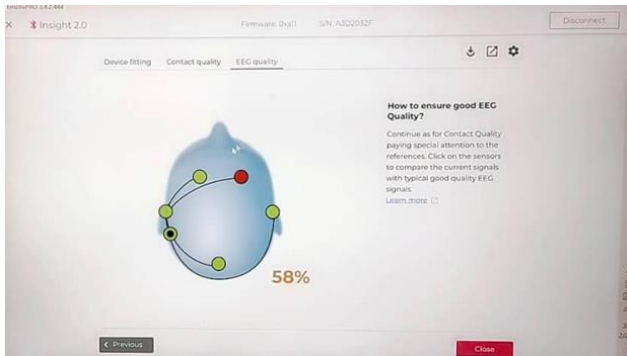 Insight 2.0
Firmware: 0xa11
Disconnect
Device fitting
Contact quality
EEG quality
How to ensure good EEG
Quality?
Continue as for Contact Quality
paying special attention to the
references. Click on the sensors
to compare the current signals
with typical good quality EEG
signals.
Learn more
58%
Previous
Close